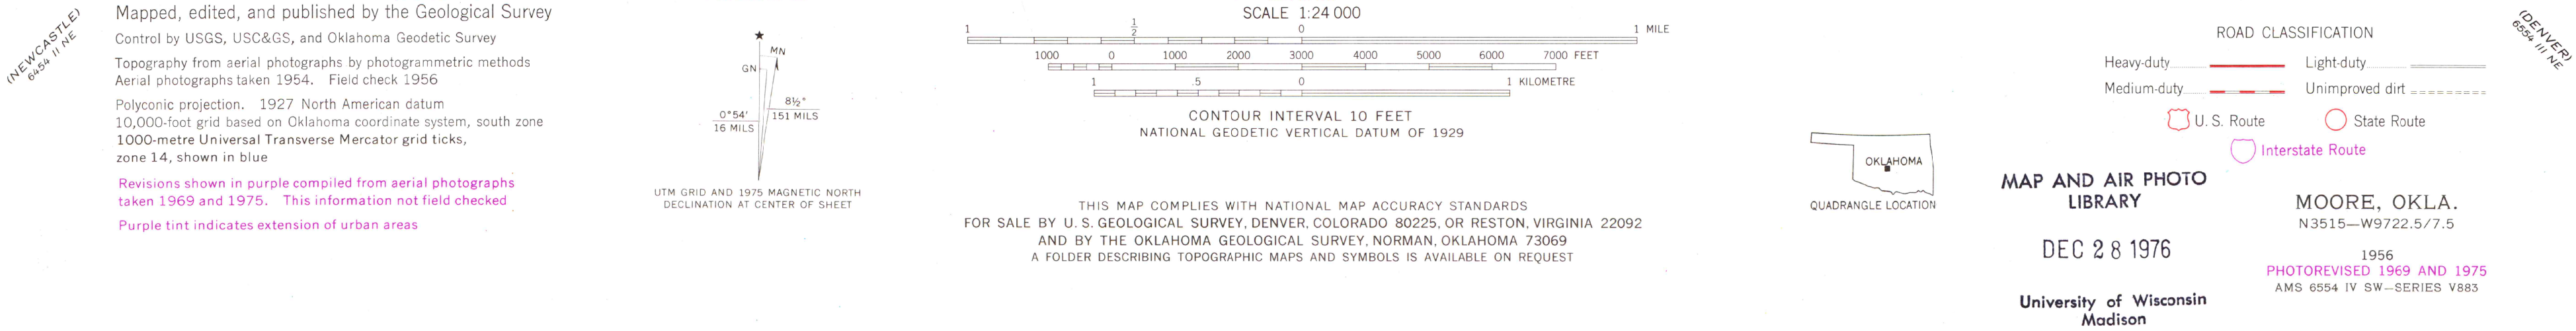 (NEWCASTLE)
6454 II NE
Mapped, edited, and published by the Geological Survey
Control by USGS, USC&GS, and Oklahoma Geodetic Survey
Topography from aerial photographs by photogrammetric methods
Aerial photographs taken 1954. Field check 1956
Polyconic projection. 1927 North American datum
10,000-foot grid based on Oklahoma coordinate system, south zone
1000-metre Universal Transverse Mercator grid ticks,
zone 14, shown in blue
Revisions shown in purple compiled from aerial photographs
taken 1969 and 1975. This information not field checked
Purple tint indicates extension of urban areas
★
MN
GN
0°54′
16 MILS
8½°
151 MILS
UTM GRID AND 1975 MAGNETIC NORTH
DECLINATION AT CENTER OF SHEET
SCALE 1:24 000
1 ½ 0 1 MILE
1000 0 1000 2000 3000 4000 5000 6000 7000 FEET
1 .5 0 1 KILOMETRE
CONTOUR INTERVAL 10 FEET
NATIONAL GEODETIC VERTICAL DATUM OF 1929
THIS MAP COMPLIES WITH NATIONAL MAP ACCURACY STANDARDS
FOR SALE BY U. S. GEOLOGICAL SURVEY, DENVER, COLORADO 80225, OR RESTON, VIRGINIA 22092
AND BY THE OKLAHOMA GEOLOGICAL SURVEY, NORMAN, OKLAHOMA 73069
A FOLDER DESCRIBING TOPOGRAPHIC MAPS AND SYMBOLS IS AVAILABLE ON REQUEST
OKLAHOMA
QUADRANGLE LOCATION
ROAD CLASSIFICATION
Heavy-duty Light-duty
Medium-duty Unimproved dirt
U. S. Route State Route
Interstate Route
MAP AND AIR PHOTO
LIBRARY
DEC 28 1976
University of Wisconsin
Madison
MOORE, OKLA.
N3515—W9722.5/7.5
1956
PHOTOREVISED 1969 AND 1975
AMS 6554 IV SW—SERIES V883
(DENVER)
6554 III NE